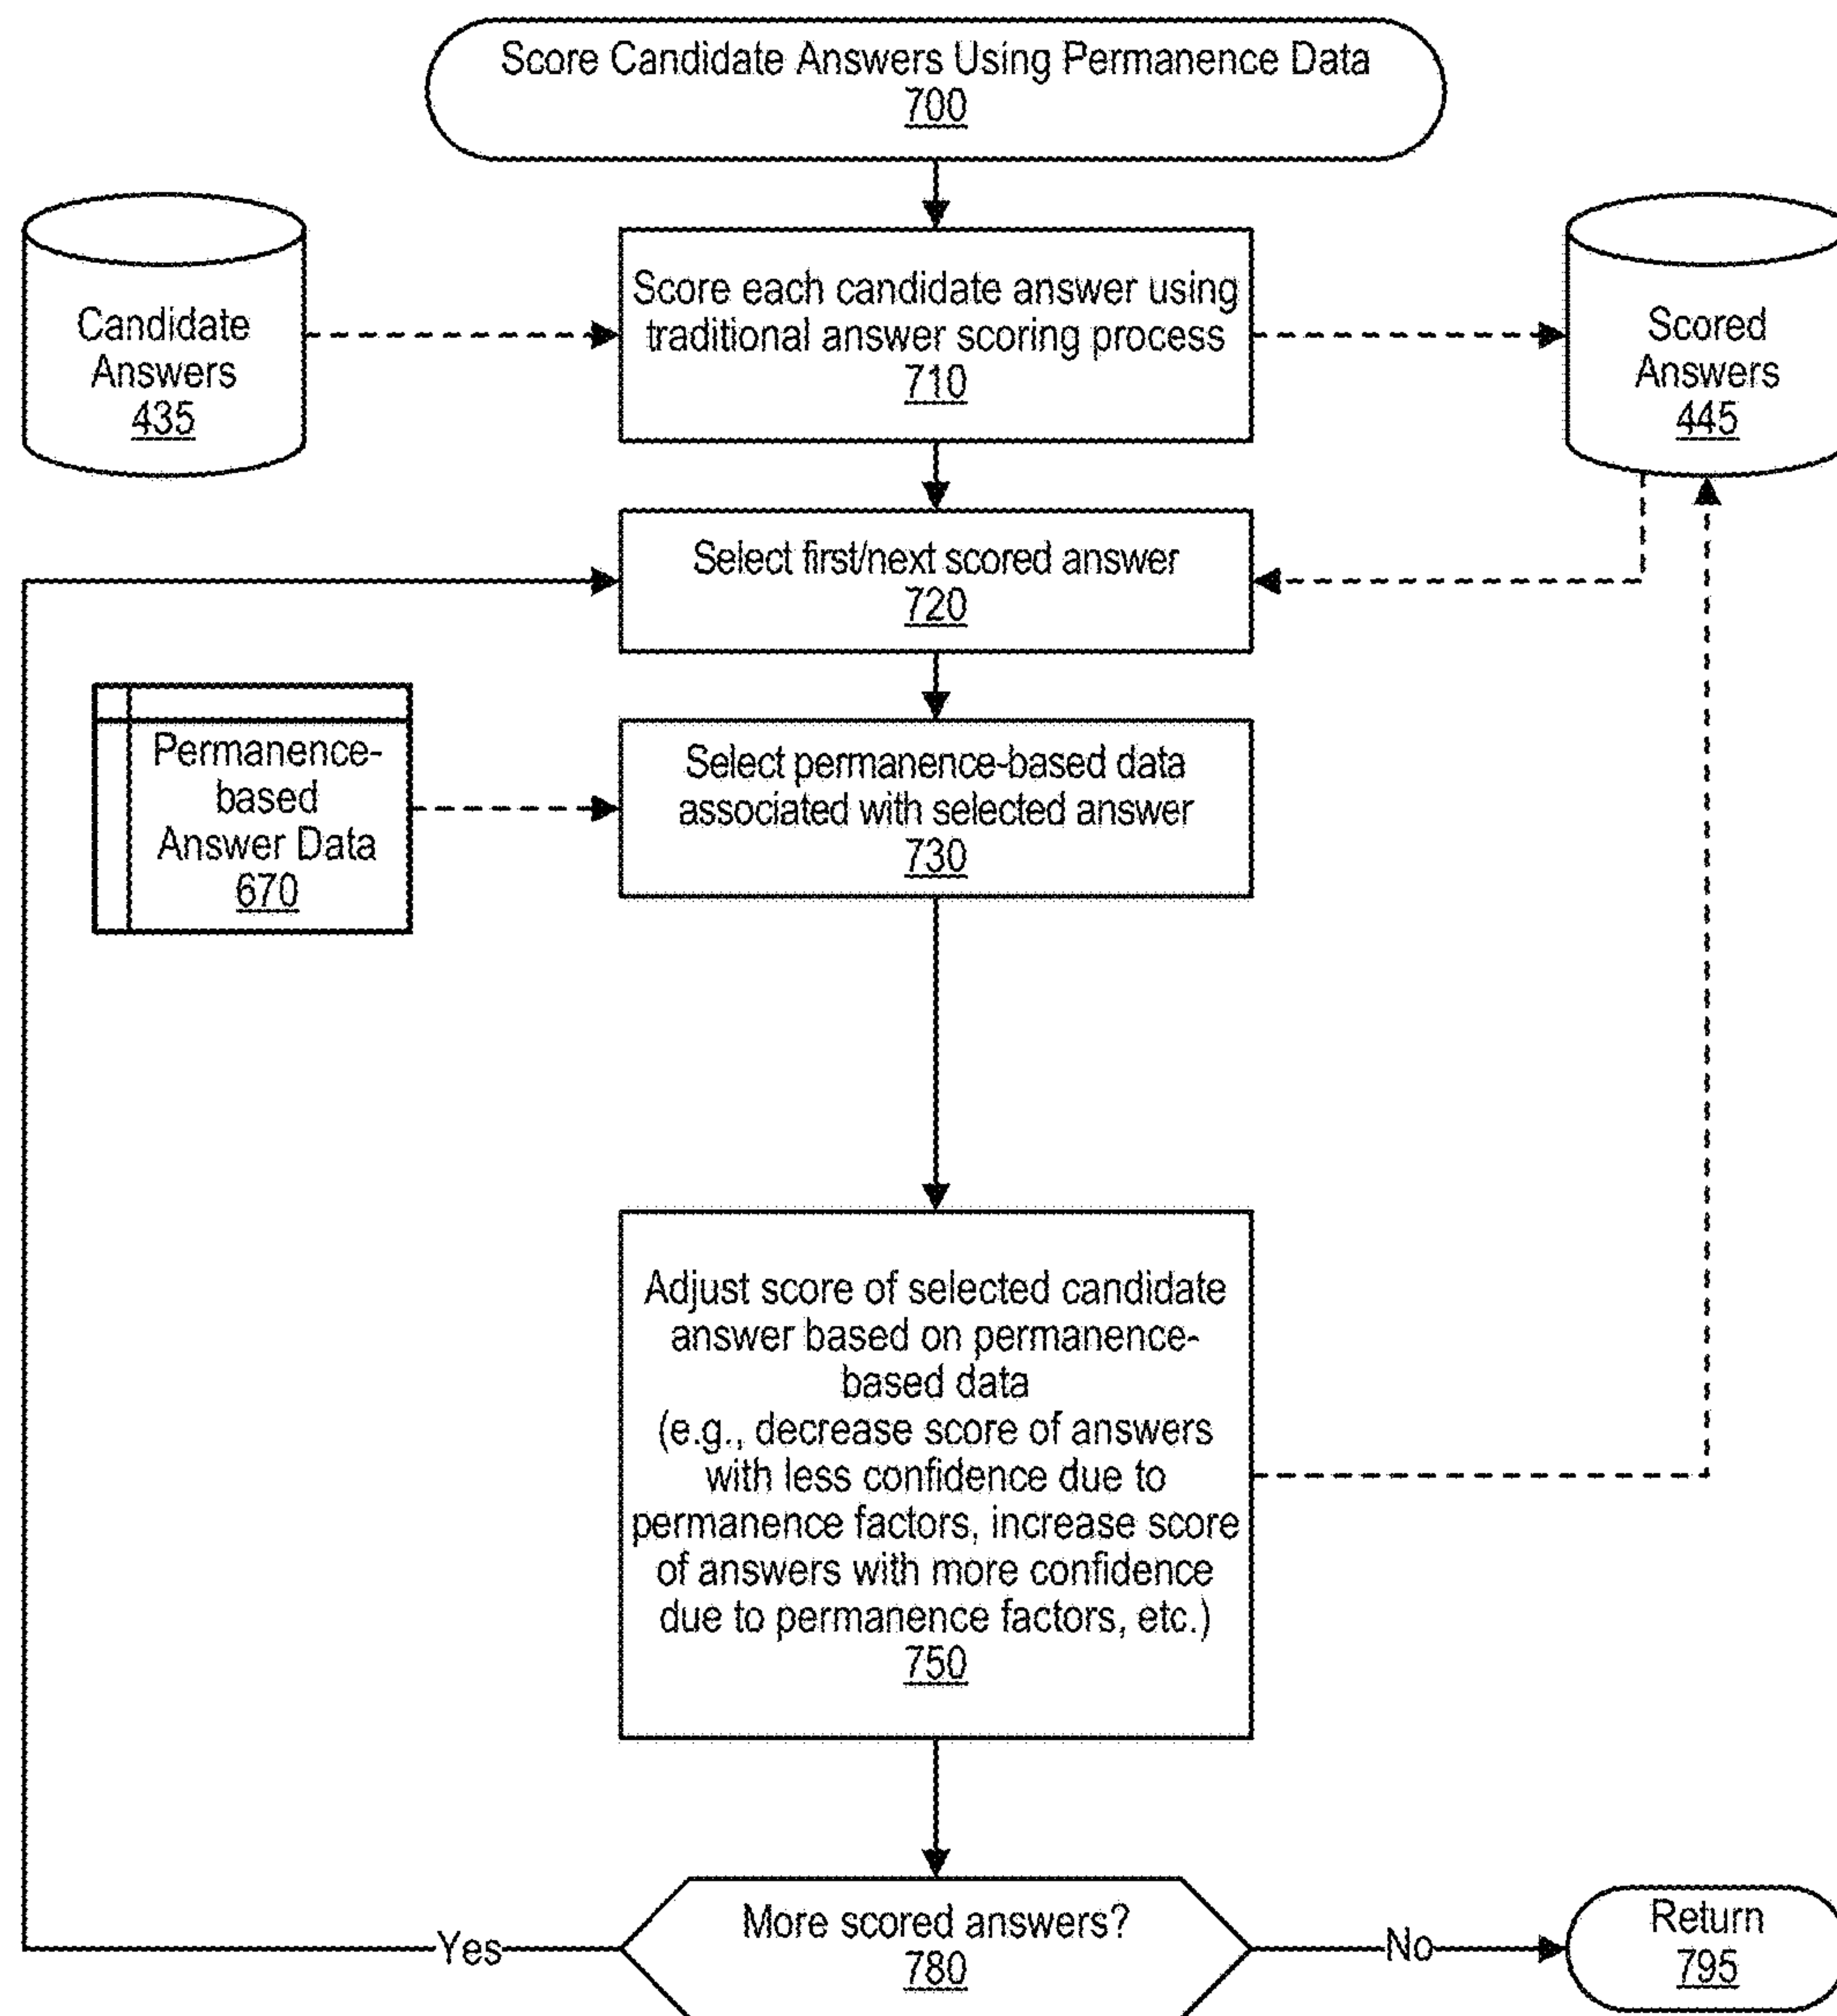 Score Candidate Answers Using Permanence Data
700
Candidate
Answers
435
Score each candidate answer using
traditional answer scoring process
710
Scored
Answers
445
Select first/next scored answer
720
Permanence-
based
Answer Data
670
Select permanence-based data
associated with selected answer
730
Adjust score of selected candidate
answer based on permanence-
based data
(e.g., decrease score of answers
with less confidence due to
permanence factors, increase score
of answers with more confidence
due to permanence factors, etc.)
750
More scored answers?
780
Yes
No
Return
795